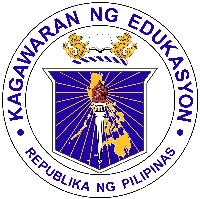 • KAGAWARAN NG EDUKASYON •
REPUBLIKA NG PILIPINAS